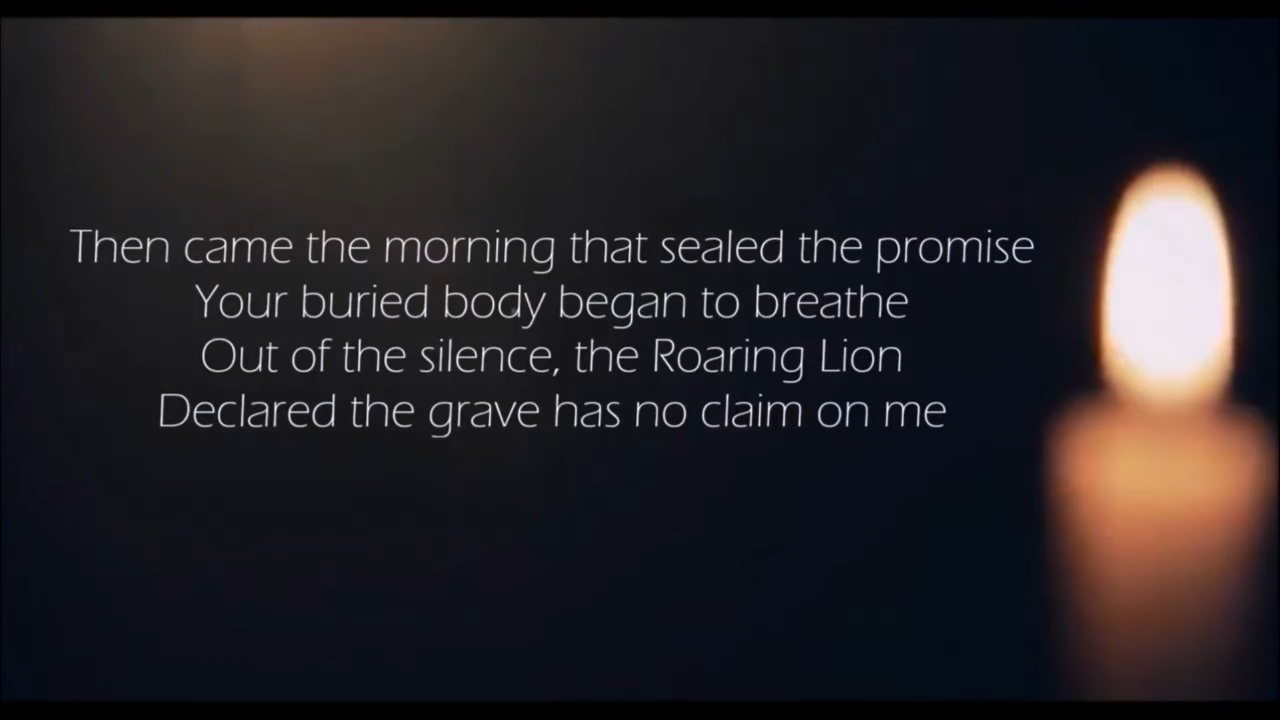 Then came the morning that sealed the promise
Your buried body began to breathe
Out of the silence, the Roaring Lion
Declared the grave has no claim on me